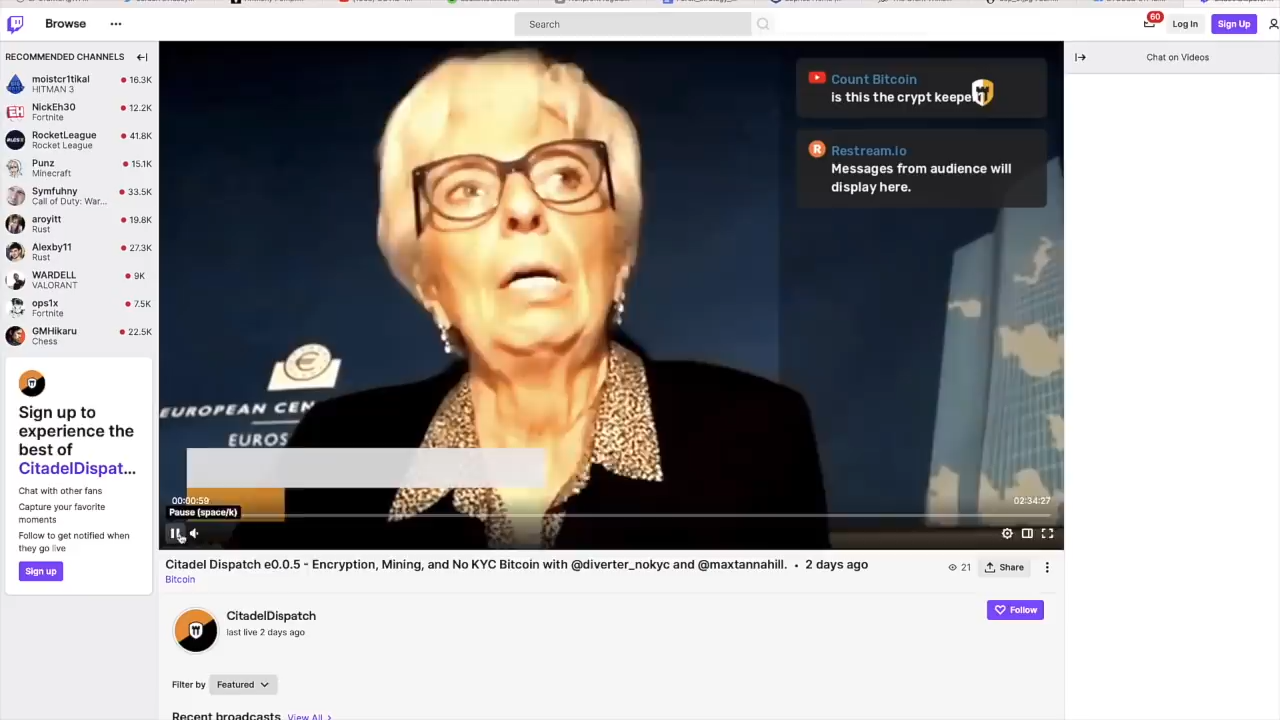 Browse
Search
60
Log In
Sign Up
RECOMMENDED CHANNELS
Chat on Videos
moistcr1tikal
16.3K
HITMAN 3
NickEh30
12.2K
Fortnite
RocketLeague
41.8K
Rocket League
Punz
15.1K
Minecraft
Symfuhny
33.5K
Call of Duty: War...
aroyitt
19.8K
Rust
Alexby11
27.3K
Rust
WARDELL
9K
VALORANT
ops1x
7.5K
Fortnite
GMHikaru
22.5K
Chess
Sign up to
experience the
best of
CitadelDispat...
Chat with other fans
Capture your favorite
moments
Follow to get notified when
they go live
Sign up
Count Bitcoin
is this the crypt keeper
Restream.io
Messages from audience will
display here.
EUROPEAN CEN
EUROS
00:00:59
02:34:27
Pause (space/k)
Citadel Dispatch e0.0.5 - Encryption, Mining, and No KYC Bitcoin with @diverter_nokyc and @maxtannahill. • 2 days ago
21
Share
Bitcoin
CitadelDispatch
last live 2 days ago
Follow
Filter by
Featured
Recent broadcasts
View All